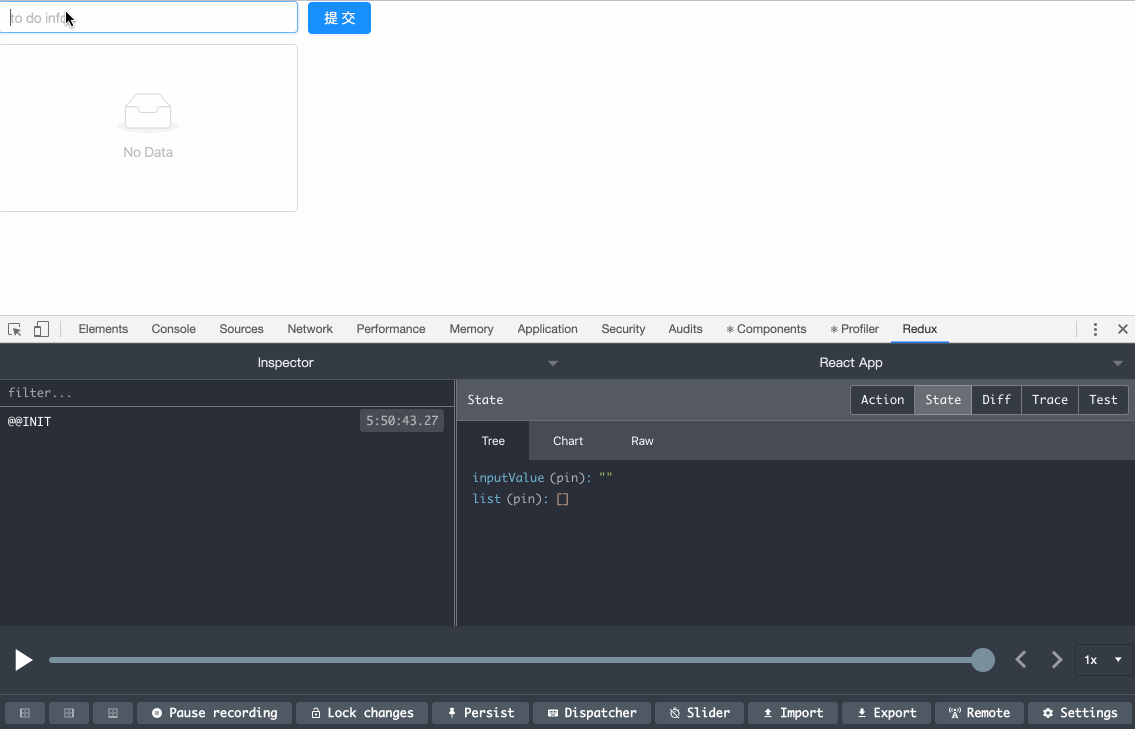 to do info
提 交
No Data
Elements Console Sources Network Performance Memory Application Security Audits Components Profiler Redux
Inspector React App
filter...
@@INIT 5:50:43.27
State Action State Diff Trace Test
Tree Chart Raw
inputValue (pin): ""
list (pin): []
1x
Pause recording Lock changes Persist Dispatcher Slider Import Export Remote Settings